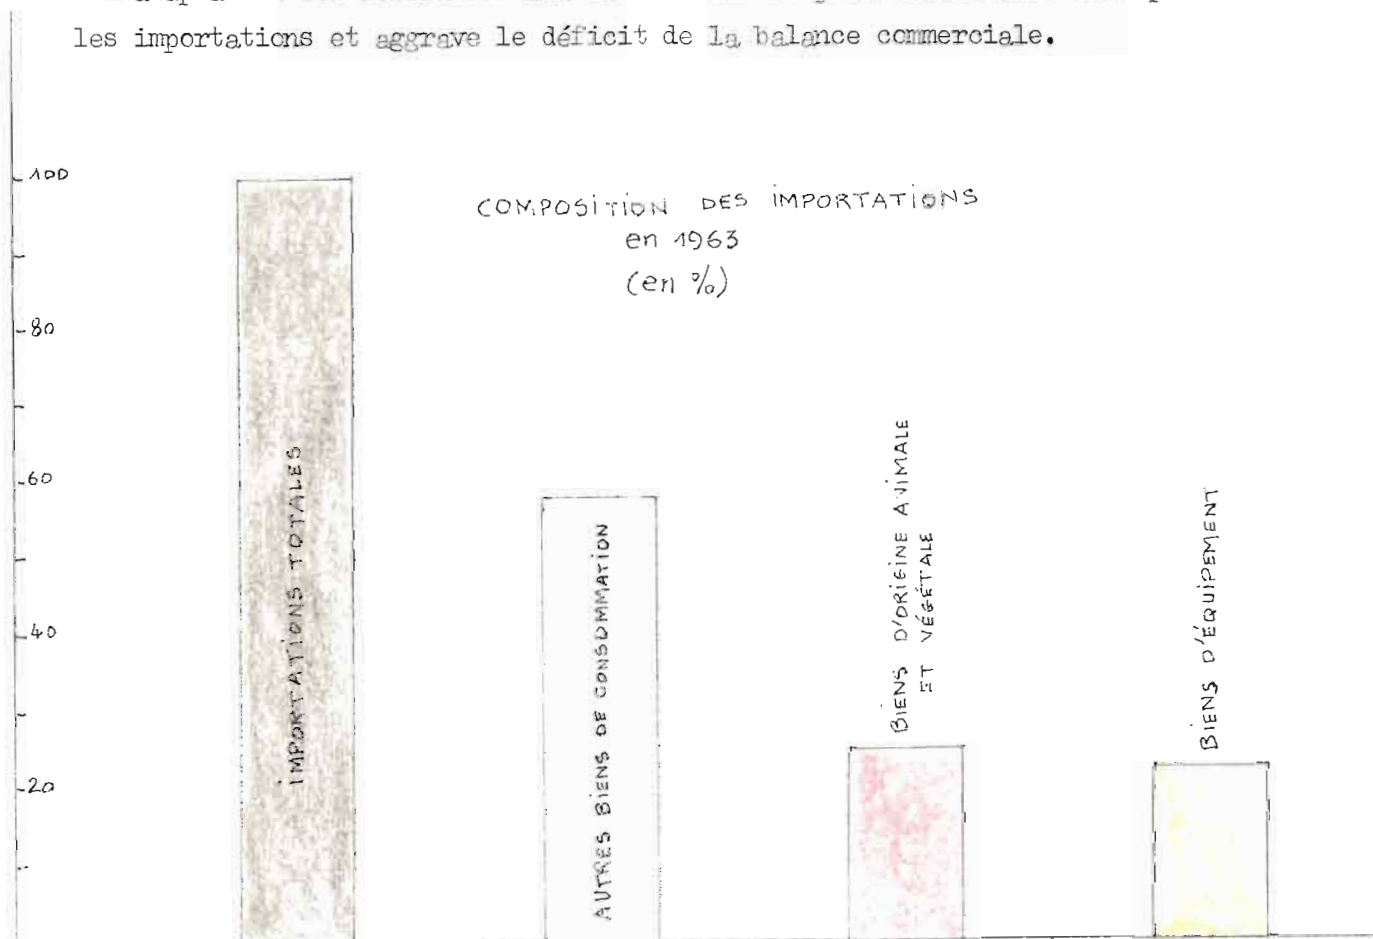 les importations et aggrave le déficit de la balance commerciale.
100
COMPOSITION DES IMPORTATIONS
en 1963
(en %)
80
60
40
20
IMPORTATIONS TOTALES
AUTRES BIENS DE CONSOMMATION
BIENS D'ORIGINE ANIMALE
ET VÉGÉTALE
BIENS D'ÉQUIPEMENT